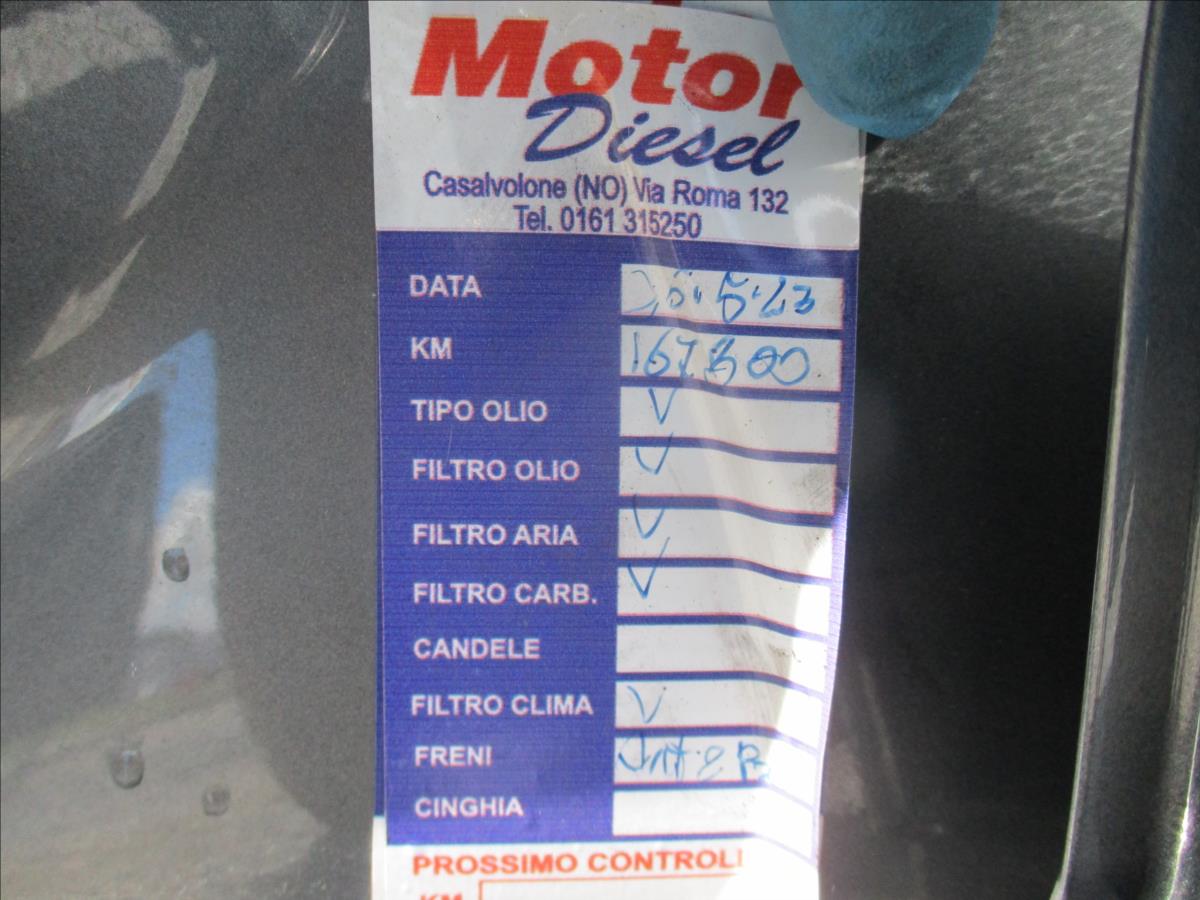 Motor
Diesel
Casalvolone (NO) Via Roma 132
Tel. 0161 315250
DATA
KM
TIPO OLIO V
FILTRO OLIO V
FILTRO ARIA V
FILTRO CARB. V
CANDELE
FILTRO CLIMA V
FRENI
CINGHIA
PROSSIMO CONTROLL
KM